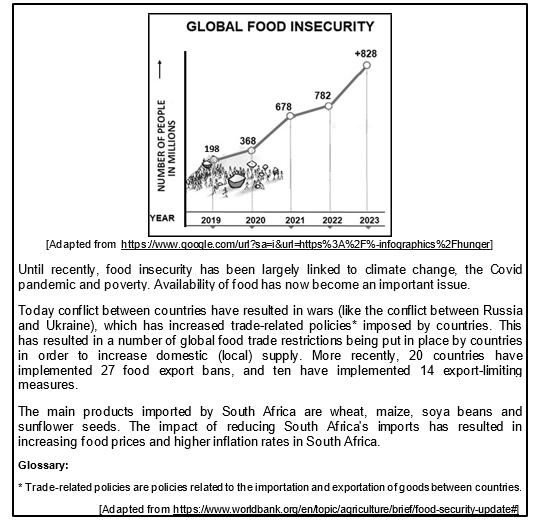 GLOBAL FOOD INSECURITY
+828
782
678
368
198
NUMBER OF PEOPLE
IN MILLIONS
YEAR 2019 2020 2021 2022 2023
[Adapted from https://www.google.com/url?sa=i&url=https%3A%2F%-infographics%2Fhunger]
Until recently, food insecurity has been largely linked to climate change, the Covid
pandemic and poverty. Availability of food has now become an important issue.
Today conflict between countries have resulted in wars (like the conflict between Russia
and Ukraine), which has increased trade-related policies* imposed by countries. This
has resulted in a number of global food trade restrictions being put in place by countries
in order to increase domestic (local) supply. More recently, 20 countries have
implemented 27 food export bans, and ten have implemented 14 export-limiting
measures.
The main products imported by South Africa are wheat, maize, soya beans and
sunflower seeds. The impact of reducing South Africa's imports has resulted in
increasing food prices and higher inflation rates in South Africa.
Glossary:
* Trade-related policies are policies related to the importation and exportation of goods between countries.
[Adapted from https://www.worldbank.org/en/topic/agriculture/brief/food-security-update#]